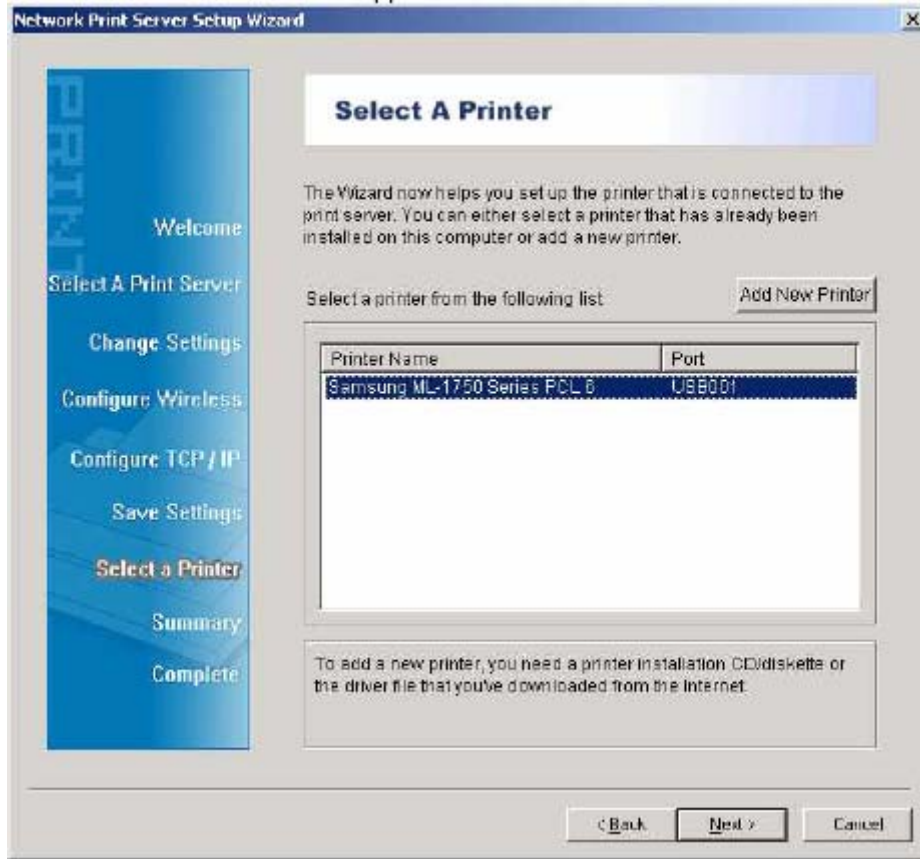 Network Print Server Setup Wizard
PRINT
Select A Printer
The Wizard now helps you set up the printer that is connected to the
print server. You can either select a printer that has already been
installed on this computer or add a new printer.
Welcome
Select A Print Server
Change Settings
Configure Wireless
Configure TCP / IP
Save Settings
Select a Printer
Summary
Complete
Select a printer from the following list
Add New Printer
Printer Name Port
Samsung ML-1750 Series PCL 6 USB001
To add a new printer, you need a printer installation CD/diskette or
the driver file that you've downloaded from the Internet.
< Back Next > Cancel